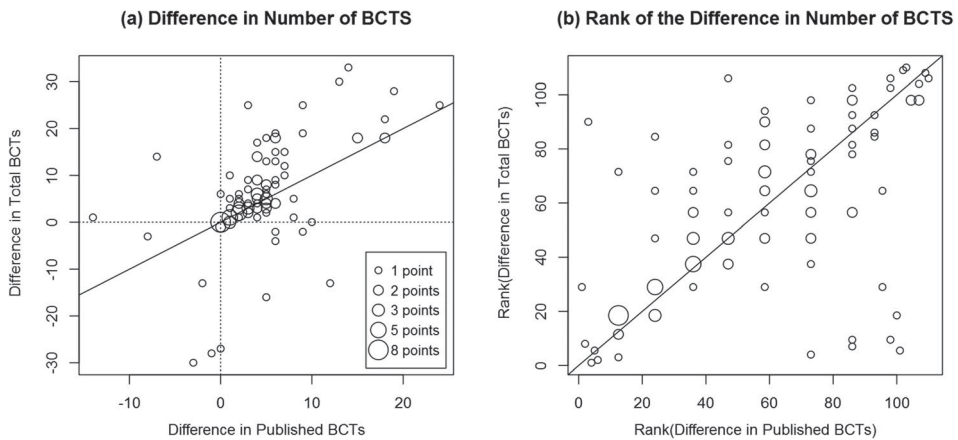 (a) Difference in Number of BCTS
Difference in Total BCTs
30
20
10
0
-10
-20
-30
-10 0 10 20
Difference in Published BCTs
1 point
2 points
3 points
5 points
8 points
(b) Rank of the Difference in Number of BCTS
Rank(Difference in Total BCTs)
100
80
60
40
20
0
0 20 40 60 80 100
Rank(Difference in Published BCTs)